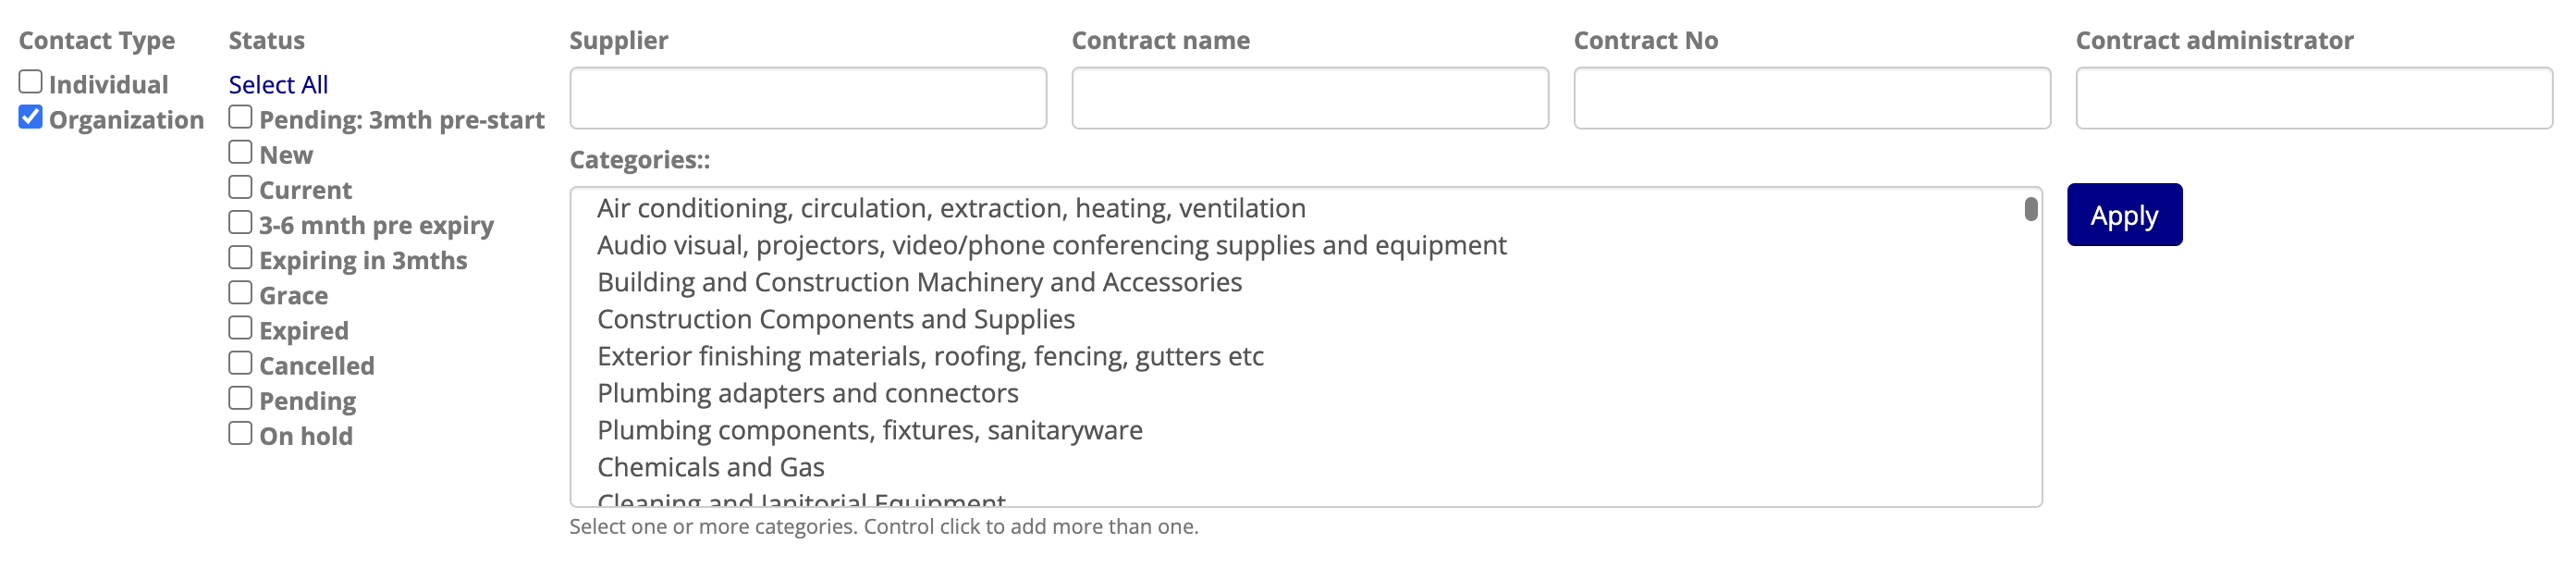 Contact Type
Individual
Organization
Status
Select All
Pending: 3mth pre-start
New
Current
3-6 mnth pre expiry
Expiring in 3mths
Grace
Expired
Cancelled
Pending
On hold
Supplier
Contract name
Contract No
Contract administrator
Categories::
Air conditioning, circulation, extraction, heating, ventilation
Audio visual, projectors, video/phone conferencing supplies and equipment
Building and Construction Machinery and Accessories
Construction Components and Supplies
Exterior finishing materials, roofing, fencing, gutters etc
Plumbing adapters and connectors
Plumbing components, fixtures, sanitaryware
Chemicals and Gas
Cleaning and Janitorial Equipment
Select one or more categories. Control click to add more than one.
Apply